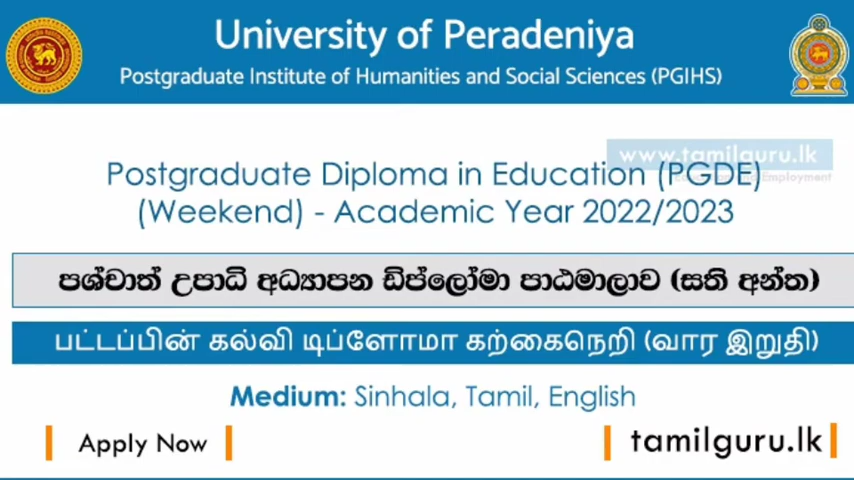 University of Peradeniya
Postgraduate Institute of Humanities and Social Sciences (PGIHS)
www.tamilguru.lk
Postgraduate Diploma in Education (PGDE)
(Weekend) - Academic Year 2022/2023
පශ්චාත් උපාධි අධ්‍යාපන ඩිප්ලෝමා පාඨමාලාව (සති අන්ත)
பட்டப்பின் கல்வி டிப்ளோமா கற்கைநெறி (வார இறுதி)
Medium: Sinhala, Tamil, English
Apply Now
tamilguru.lk